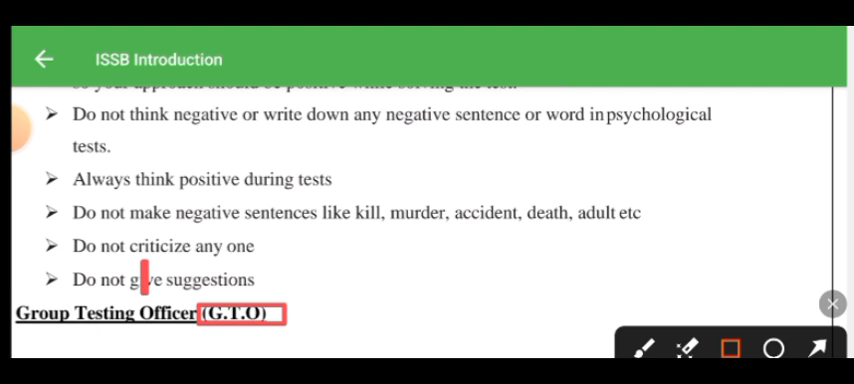 ISSB Introduction
➢ Do not think negative or write down any negative sentence or word in psychological
tests.
➢ Always think positive during tests
➢ Do not make negative sentences like kill, murder, accident, death, adult etc
➢ Do not criticize any one
➢ Do not give suggestions
Group Testing Officer (G.T.O)